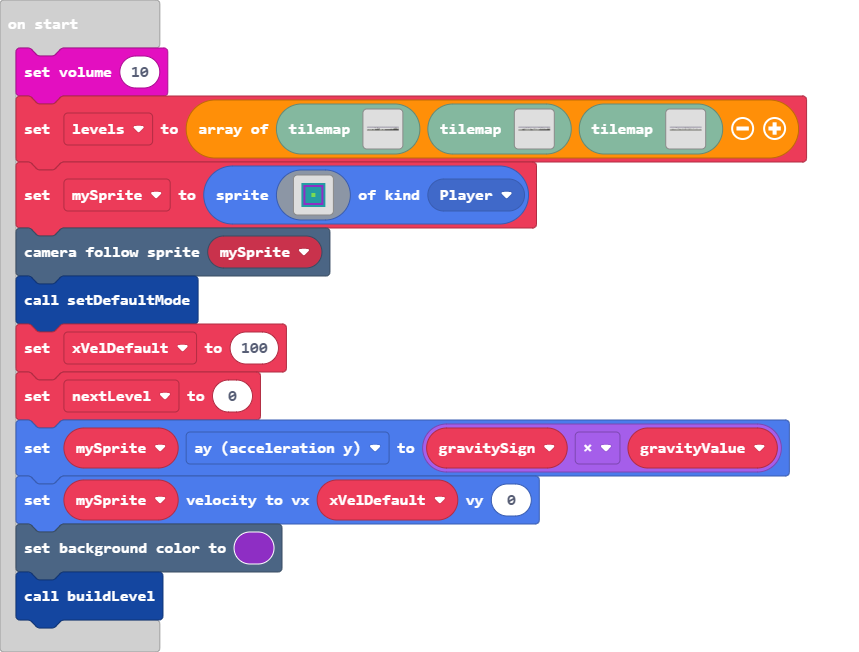 on start
set volume 10
set levels to array of tilemap tilemap tilemap
set mySprite to sprite of kind Player
camera follow sprite mySprite
call setDefaultMode
set xVelDefault to 100
set nextLevel to 0
set mySprite ay (acceleration y) to gravitySign × gravityValue
set mySprite velocity to vx xVelDefault vy 0
set background color to
call buildLevel